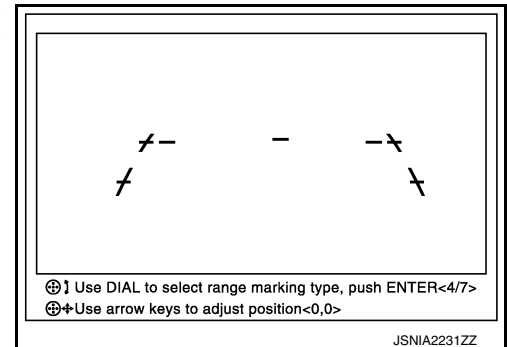 Use DIAL to select range marking type, push ENTER<4/7>
Use arrow keys to adjust position<0,0>
JSNIA2231ZZ